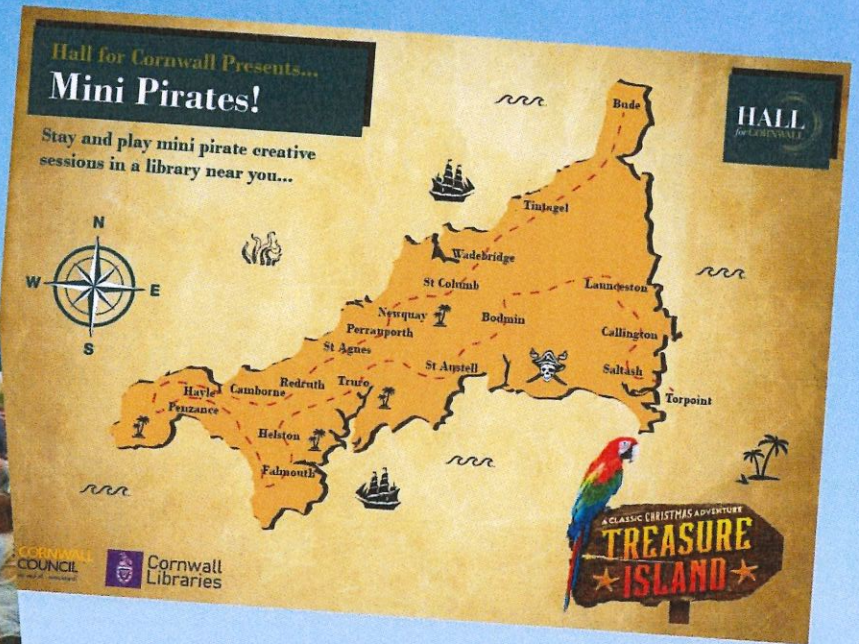 Hall for Cornwall Presents...
Mini Pirates!
Stay and play mini pirate creative
sessions in a library near you...
HALL
for CORNWALL
N
W
E
S
Bude
Tintagel
Wadebridge
St Columb
Launceston
Newquay
Bodmin
Perranporth
Callington
St Agnes
St Austell
Saltash
Redruth
Truro
Camborne
Hayle
Torpoint
Penzance
Helston
Falmouth
A CLASSIC CHRISTMAS ADVENTURE
TREASURE
ISLAND
CORNWALL
COUNCIL
Cornwall
Libraries